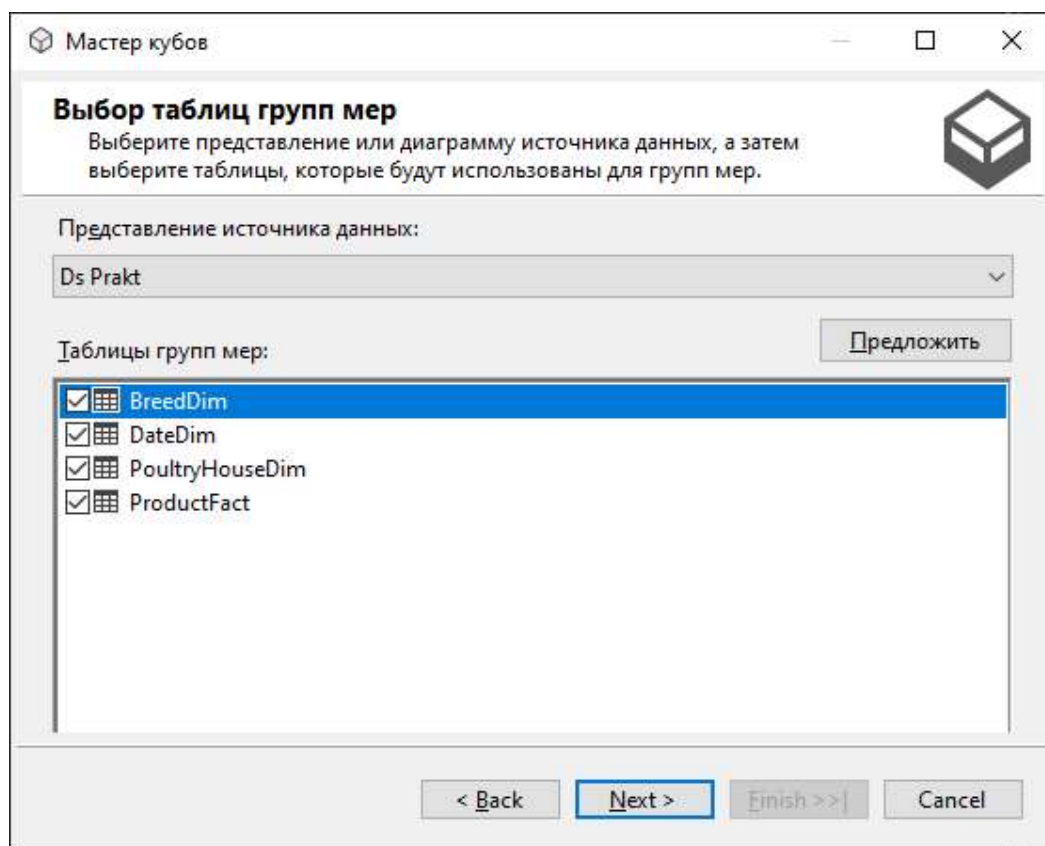 Мастер кубов
Выбор таблиц групп мер
Выберите представление или диаграмму источника данных, а затем
выберите таблицы, которые будут использованы для групп мер.
Представление источника данных:
Ds Prakt
Предложить
Таблицы групп мер:
BreedDim
DateDim
PoultryHouseDim
ProductFact
< Back
Next >
Finish >>|
Cancel